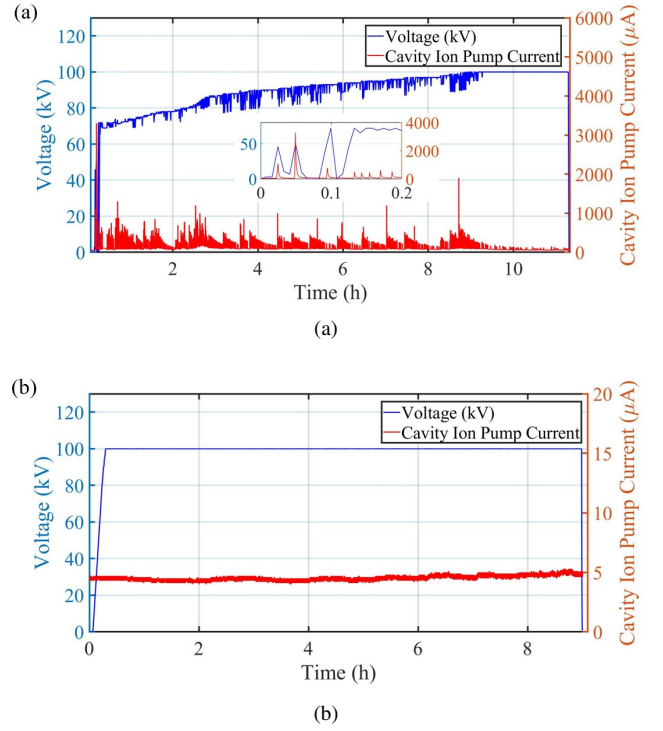 (a)
Voltage (kV)
Cavity Ion Pump Current
120
100
80
60
40
20
0
Voltage (kV)
6000
5000
4000
3000
2000
1000
0
Cavity Ion Pump Current (μA)
50
0
4000
2000
0
0 0.1 0.2
2 4 6 8 10
Time (h)
(a)
(b)
Voltage (kV)
Cavity Ion Pump Current
120
100
80
60
40
20
0
Voltage (kV)
20
15
10
5
0
Cavity Ion Pump Current (μA)
0 2 4 6 8
Time (h)
(b)